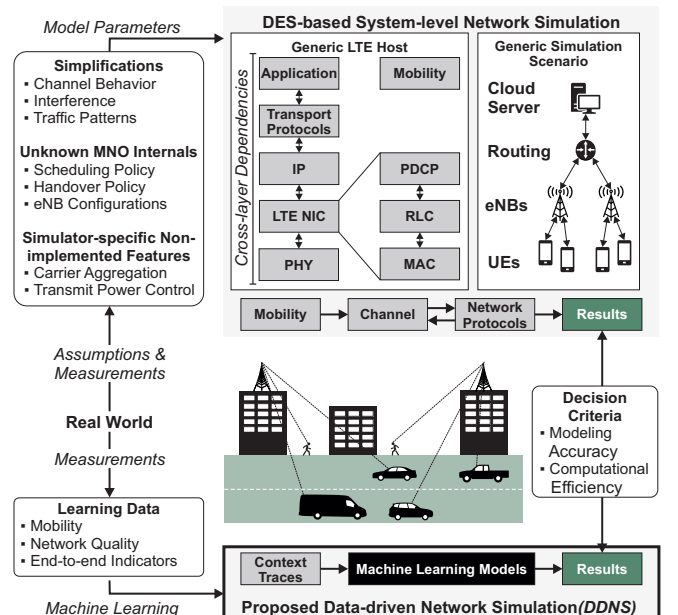 Model Parameters
DES-based System-level Network Simulation
Simplifications
▪ Channel Behavior
▪ Interference
▪ Traffic Patterns
Unknown MNO Internals
▪ Scheduling Policy
▪ Handover Policy
▪ eNB Configurations
Simulator-specific Non-
implemented Features
▪ Carrier Aggregation
▪ Transmit Power Control
Cross-layer Dependencies
Generic LTE Host
Application
Mobility
Transport
Protocols
IP
PDCP
LTE NIC
RLC
PHY
MAC
Generic Simulation
Scenario
Cloud
Server
Routing
eNBs
UEs
Mobility
Channel
Network
Protocols
Results
Assumptions &
Measurements
Real World
Measurements
Decision
Criteria
▪ Modeling
Accuracy
▪ Computational
Efficiency
Learning Data
▪ Mobility
▪ Network Quality
▪ End-to-end Indicators
Context
Traces
Machine Learning Models
Results
Machine Learning
Proposed Data-driven Network Simulation(DDNS)